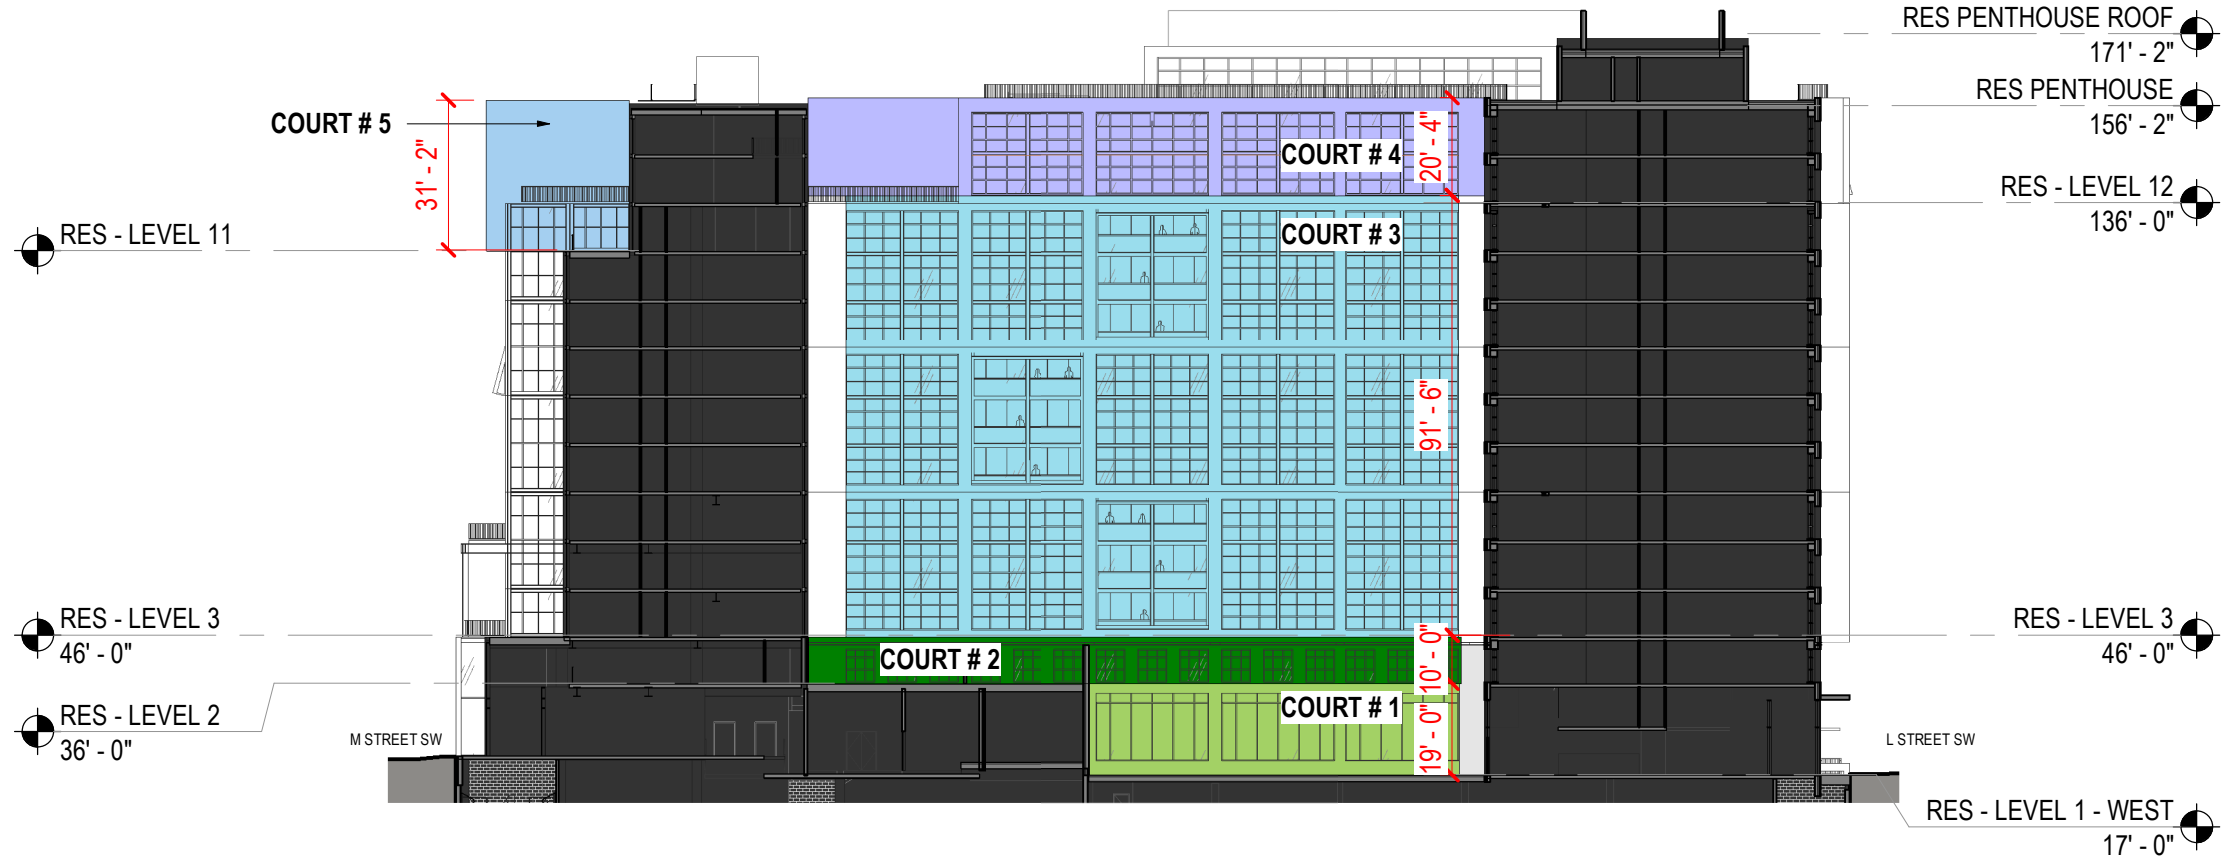 RES PENTHOUSE ROOF
171' - 2"
RES PENTHOUSE
156' - 2"
COURT # 5
31' - 2"
COURT # 4
20' - 4"
RES - LEVEL 12
136' - 0"
RES - LEVEL 11
COURT # 3
91' - 6"
RES - LEVEL 3
46' - 0"
RES - LEVEL 3
46' - 0"
COURT # 2
10' - 0"
RES - LEVEL 2
36' - 0"
COURT # 1
19' - 0"
M STREET SW
L STREET SW
RES - LEVEL 1 - WEST
17' - 0"